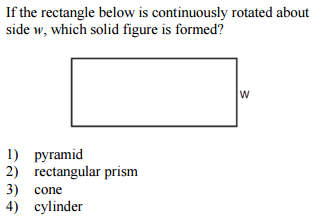 If the rectangle below is continuously rotated about
side w, which solid figure is formed?
W
1) pyramid
2) rectangular prism
3) cone
4) cylinder